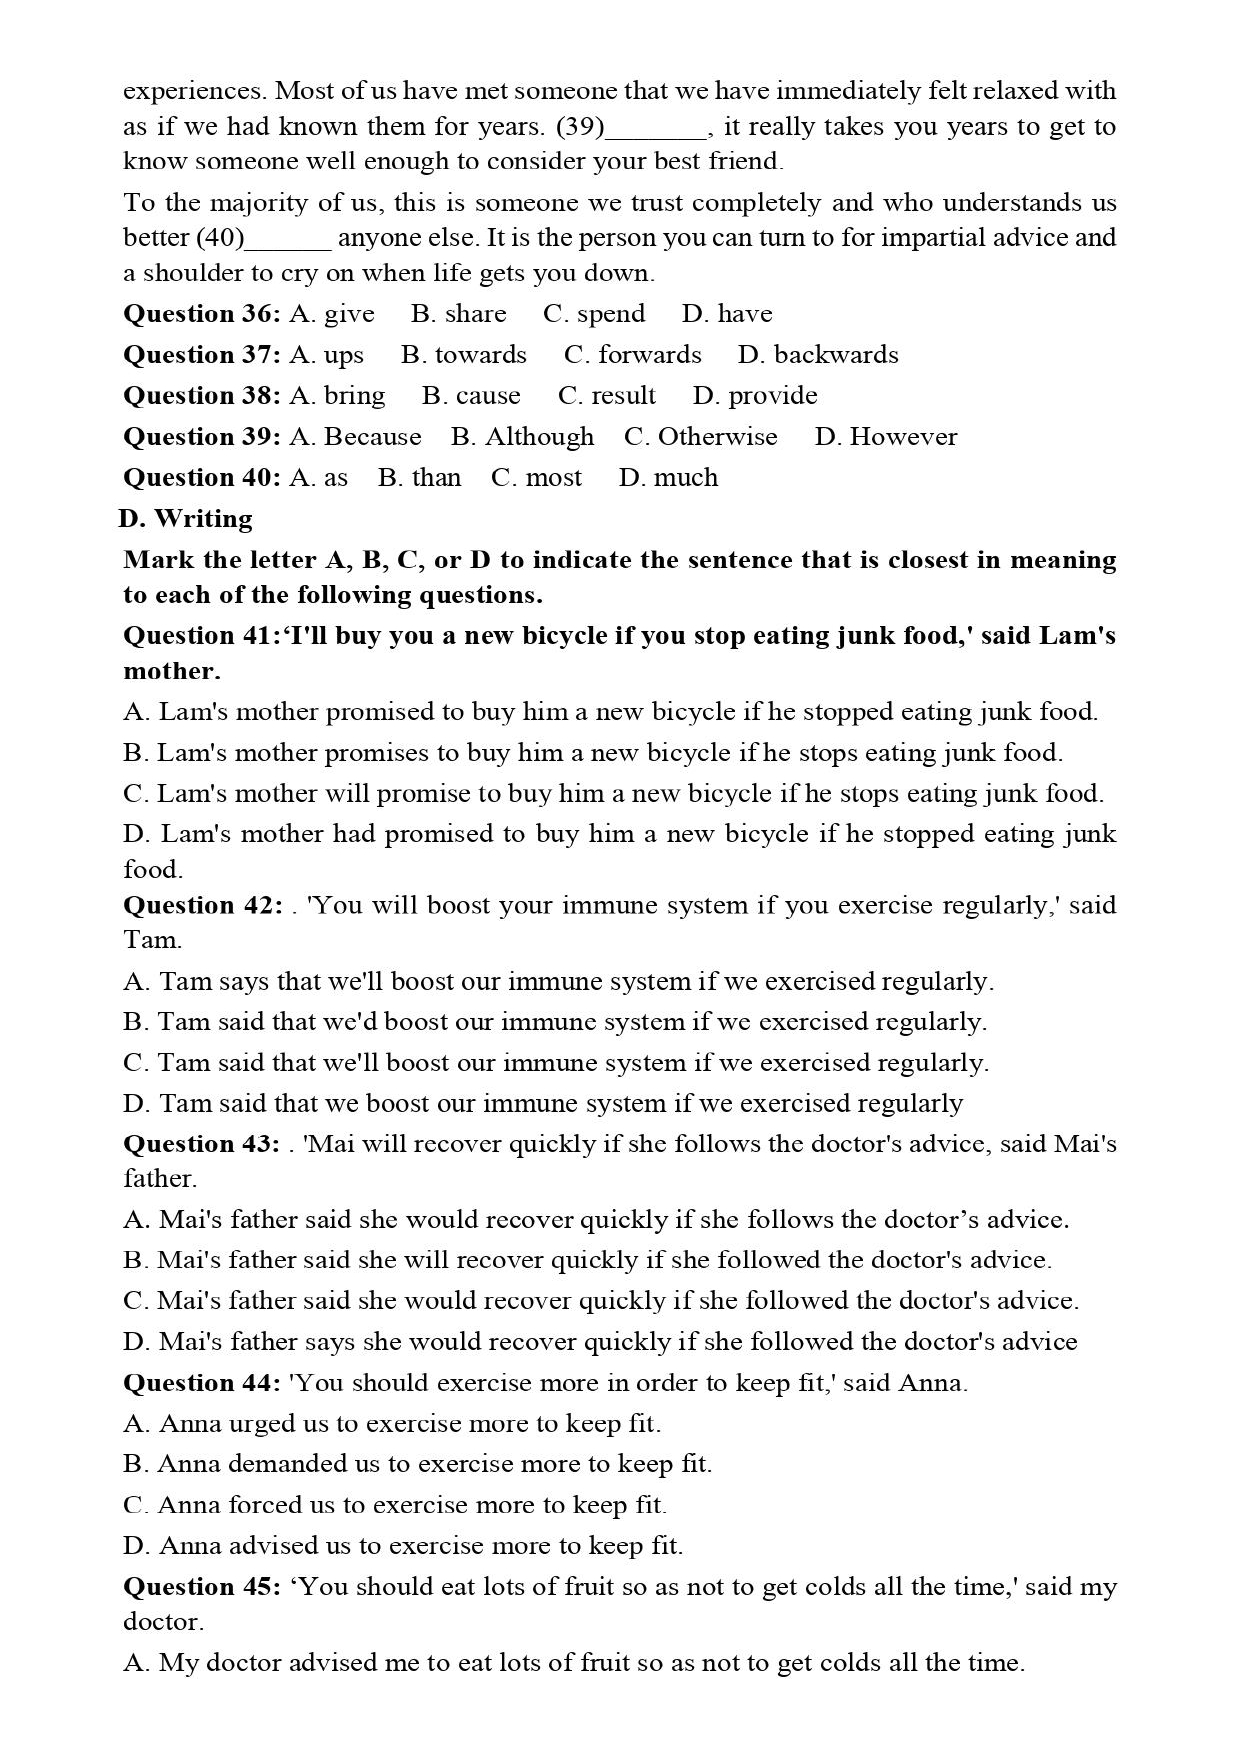 experiences. Most of us have met someone that we have immediately felt relaxed with
as if we had known them for years. (39)_______, it really takes you years to get to
know someone well enough to consider your best friend.
To the majority of us, this is someone we trust completely and who understands us
better (40)______ anyone else. It is the person you can turn to for impartial advice and
a shoulder to cry on when life gets you down.
Question 36: A. give B. share C. spend D. have
Question 37: A. ups B. towards C. forwards D. backwards
Question 38: A. bring B. cause C. result D. provide
Question 39: A. Because B. Although C. Otherwise D. However
Question 40: A. as B. than C. most D. much
D. Writing
Mark the letter A, B, C, or D to indicate the sentence that is closest in meaning
to each of the following questions.
Question 41:‘I'll buy you a new bicycle if you stop eating junk food,' said Lam's
mother.
A. Lam's mother promised to buy him a new bicycle if he stopped eating junk food.
B. Lam's mother promises to buy him a new bicycle if he stops eating junk food.
C. Lam's mother will promise to buy him a new bicycle if he stops eating junk food.
D. Lam's mother had promised to buy him a new bicycle if he stopped eating junk
food.
Question 42: . 'You will boost your immune system if you exercise regularly,' said
Tam.
A. Tam says that we'll boost our immune system if we exercised regularly.
B. Tam said that we'd boost our immune system if we exercised regularly.
C. Tam said that we'll boost our immune system if we exercised regularly.
D. Tam said that we boost our immune system if we exercised regularly
Question 43: . 'Mai will recover quickly if she follows the doctor's advice, said Mai's
father.
A. Mai's father said she would recover quickly if she follows the doctor’s advice.
B. Mai's father said she will recover quickly if she followed the doctor's advice.
C. Mai's father said she would recover quickly if she followed the doctor's advice.
D. Mai's father says she would recover quickly if she followed the doctor's advice
Question 44: 'You should exercise more in order to keep fit,' said Anna.
A. Anna urged us to exercise more to keep fit.
B. Anna demanded us to exercise more to keep fit.
C. Anna forced us to exercise more to keep fit.
D. Anna advised us to exercise more to keep fit.
Question 45: ‘You should eat lots of fruit so as not to get colds all the time,' said my
doctor.
A. My doctor advised me to eat lots of fruit so as not to get colds all the time.